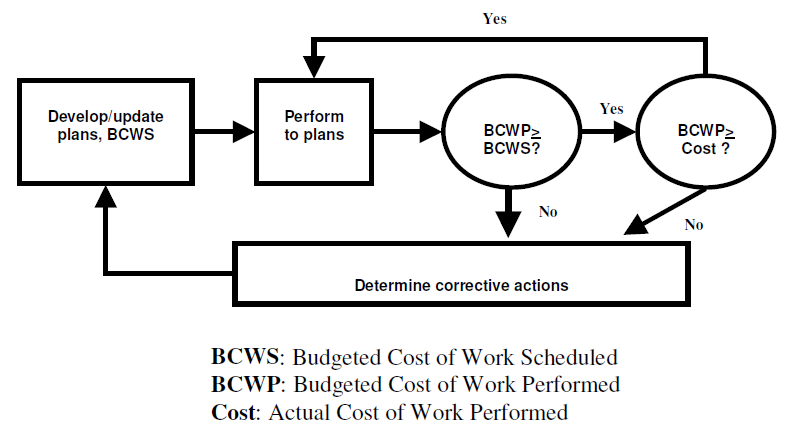 Yes
Develop/update
plans, BCWS
Perform
to plans
BCWP≥
BCWS?
Yes
BCWP≥
Cost ?
No
No
Determine corrective actions
BCWS: Budgeted Cost of Work Scheduled
BCWP: Budgeted Cost of Work Performed
Cost: Actual Cost of Work Performed